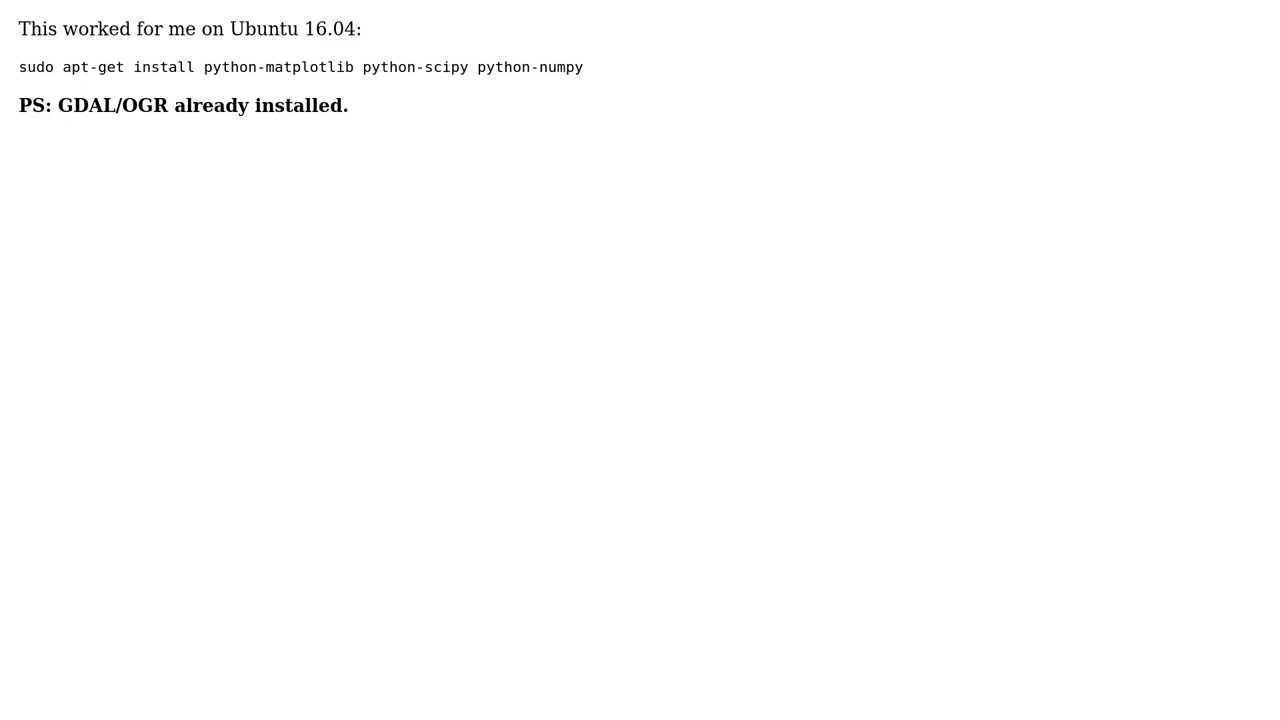 This worked for me on Ubuntu 16.04:
sudo apt-get install python-matplotlib python-scipy python-numpy
PS: GDAL/OGR already installed.